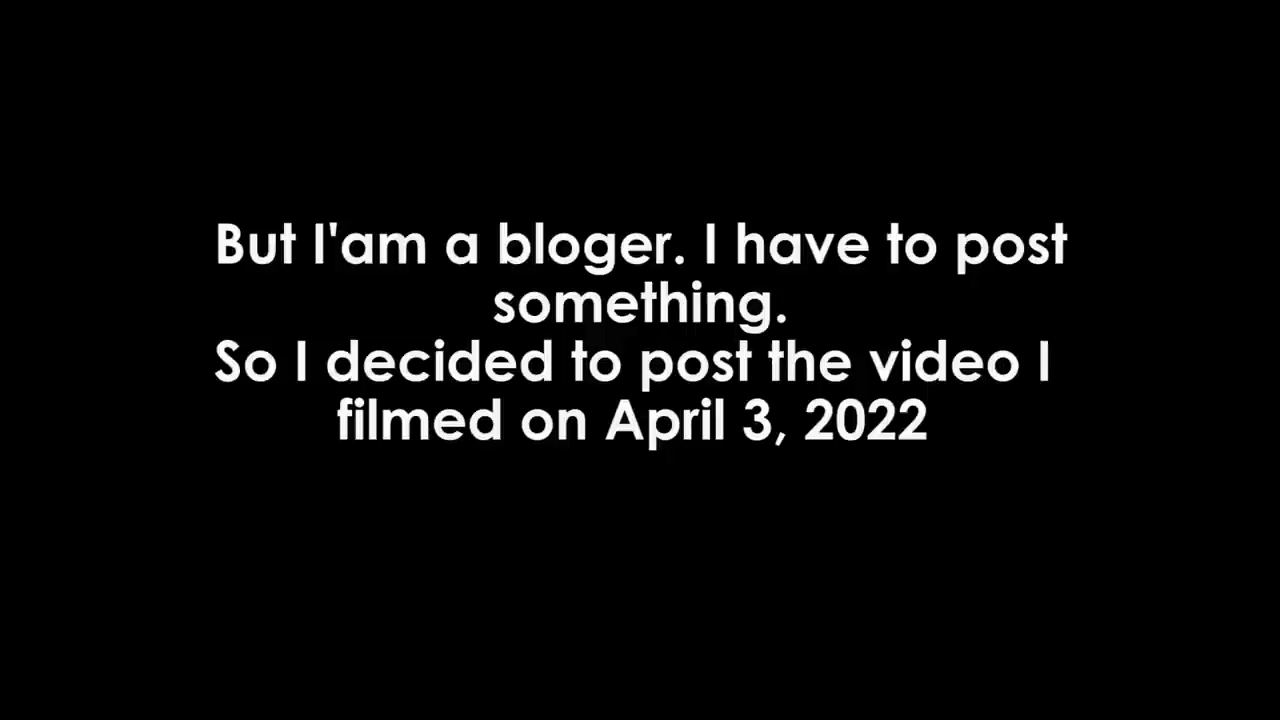 But I'am a bloger. I have to post
something.
So I decided to post the video I
filmed on April 3, 2022